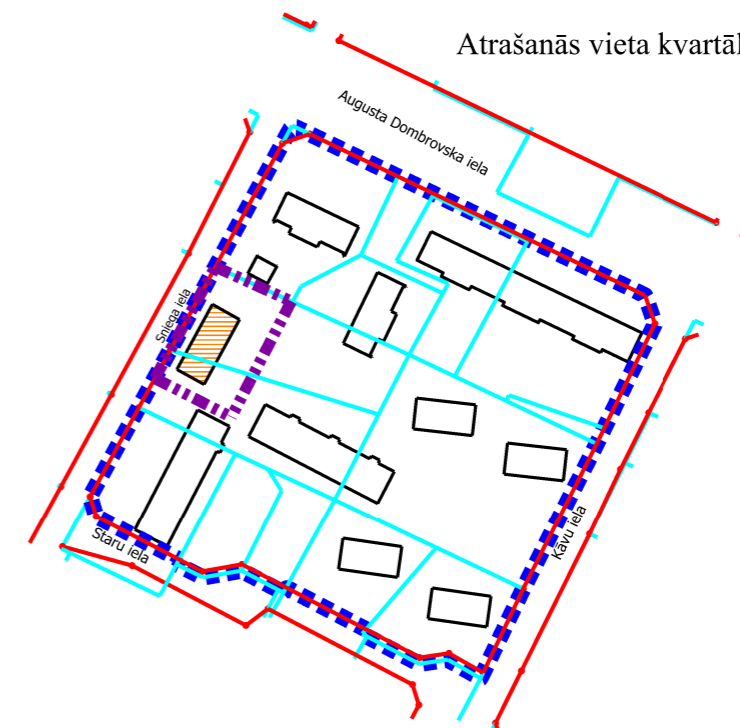 Atrašanās vieta kvartāl
Augusta Dombrovska iela
Sniega iela
Kāvu iela
Staru iela